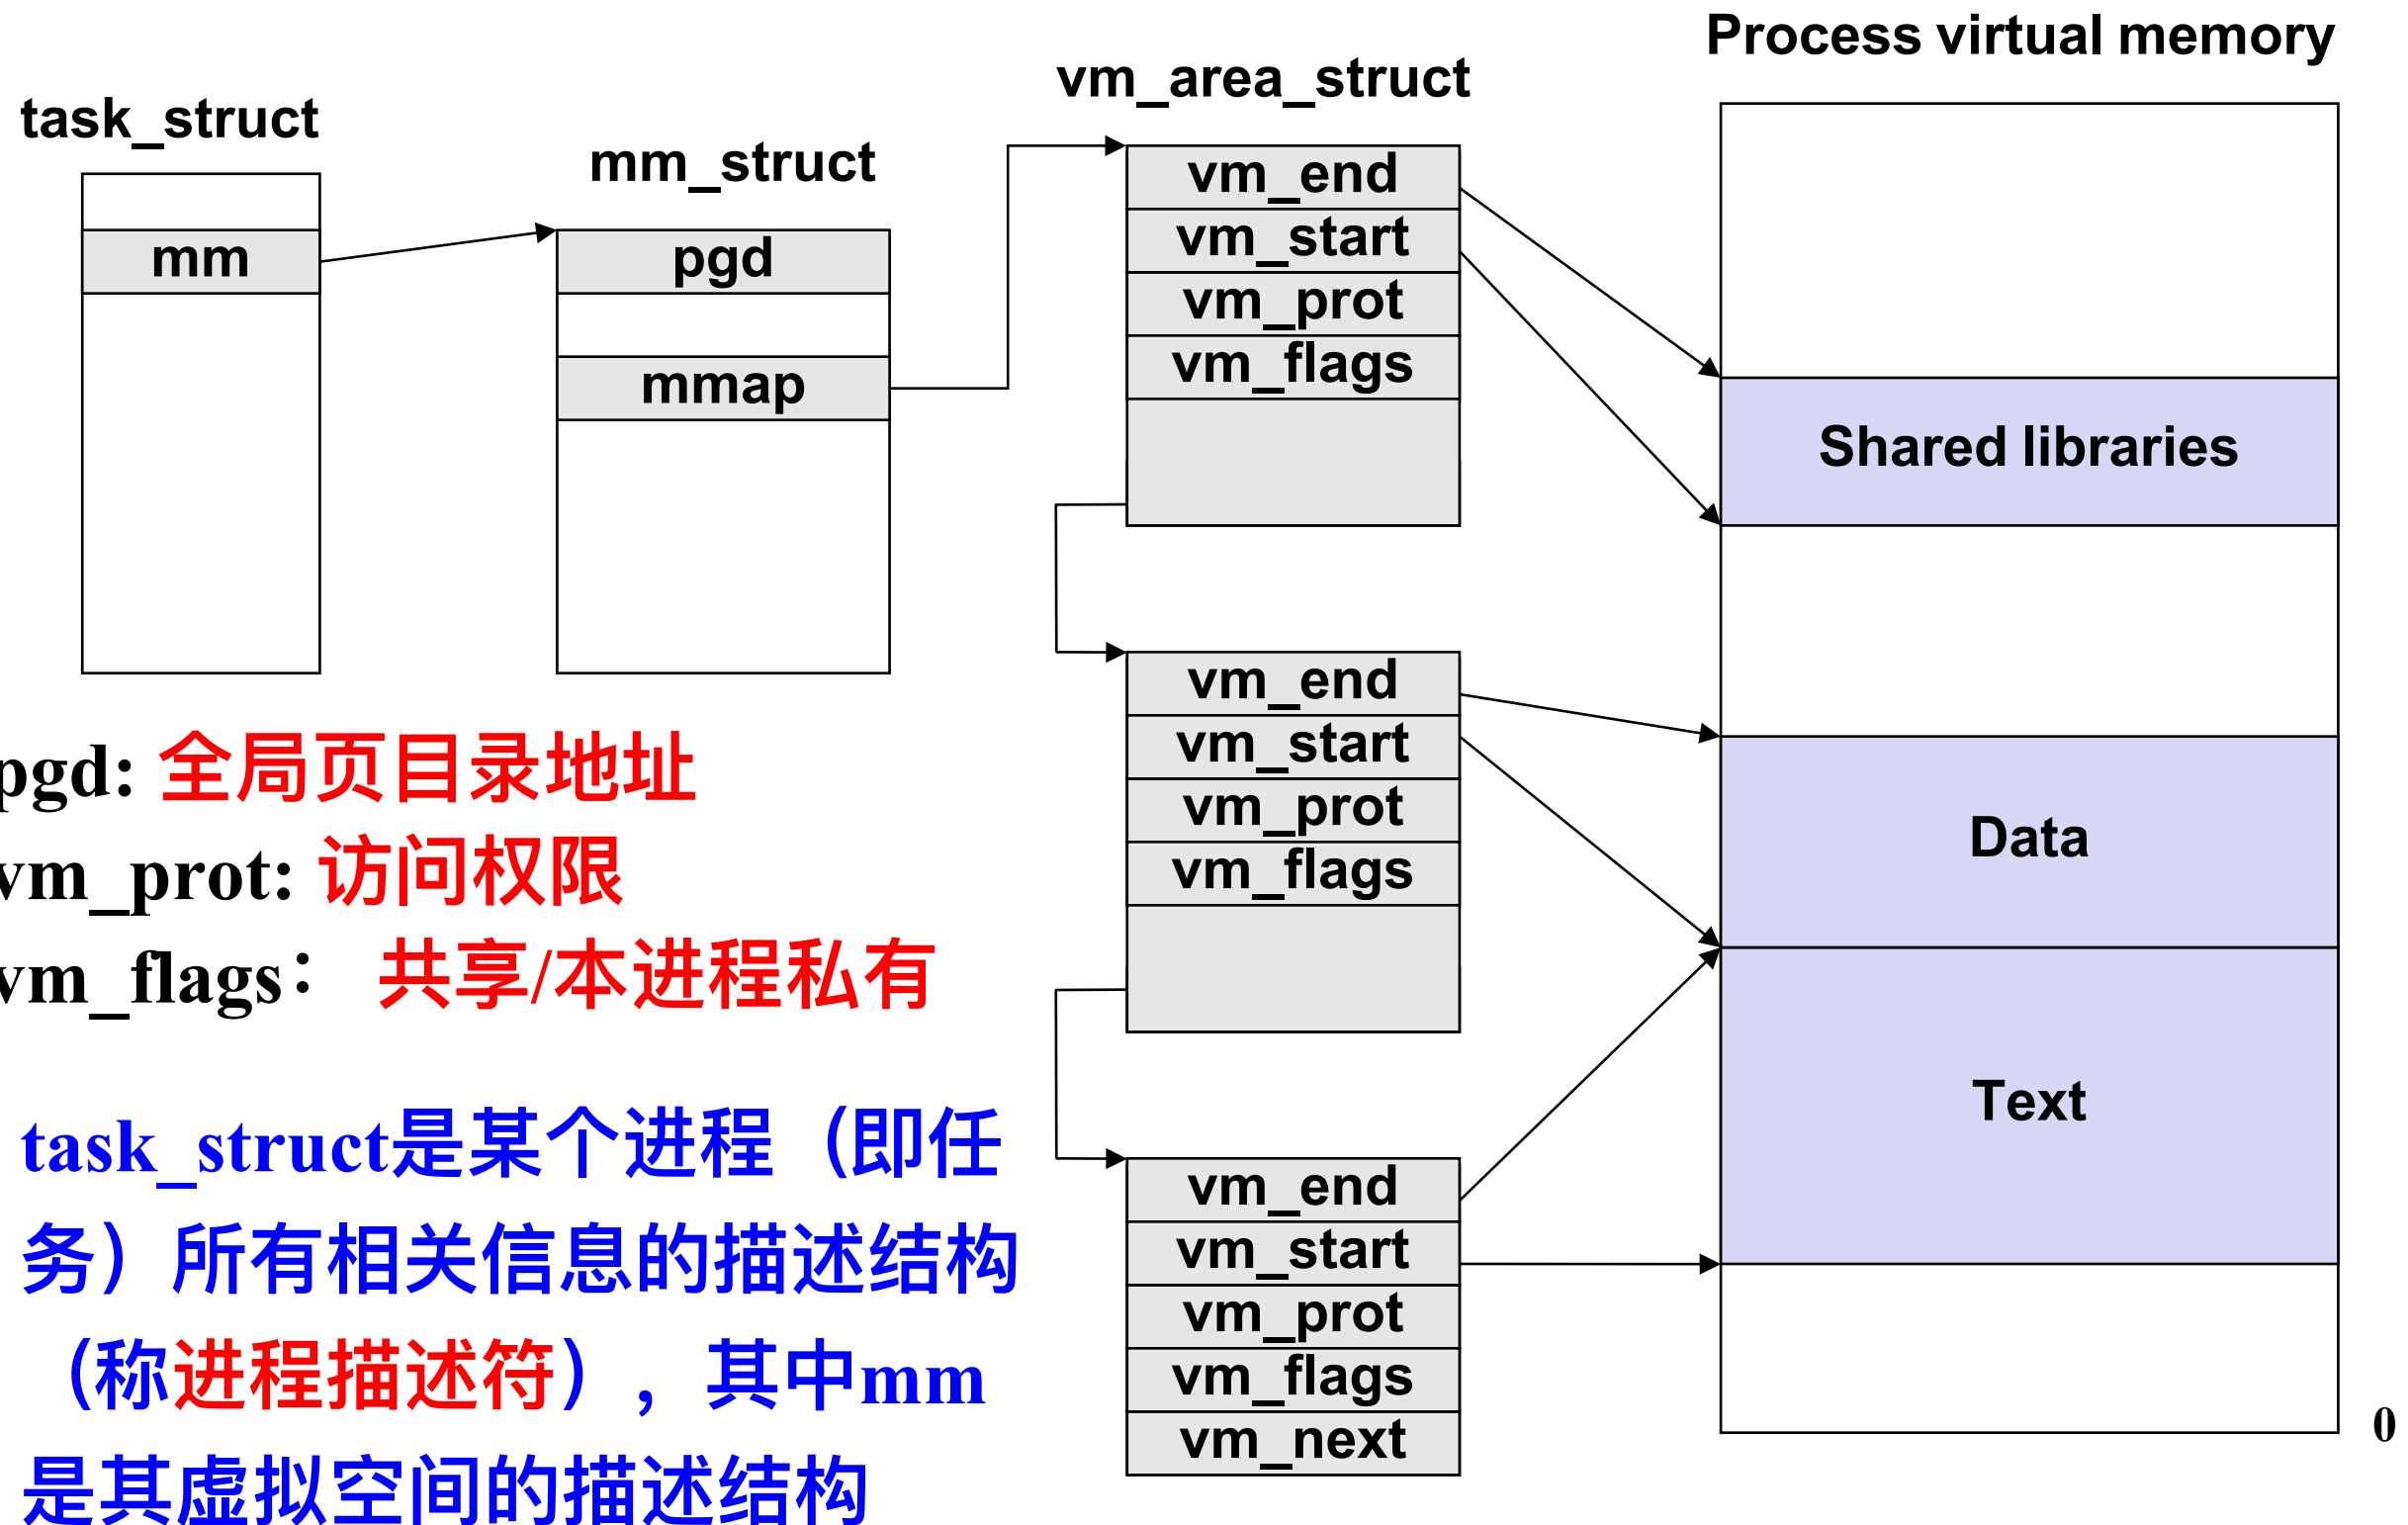 Process virtual memory
vm_area_struct
task_struct
mm_struct
mm
pgd
mmap
vm_end
vm_start
vm_prot
vm_flags
Shared libraries
vm_end
vm_start
vm_prot
vm_flags
Data
Text
vm_end
vm_start
vm_prot
vm_flags
vm_next
0
pgd: 全局页目录地址
vm_prot: 访问权限
vm_flags： 共享/本进程私有
task_struct是某个进程（即任
务）所有相关信息的描述结构
（称进程描述符），其中mm
是其虚拟空间的描述结构